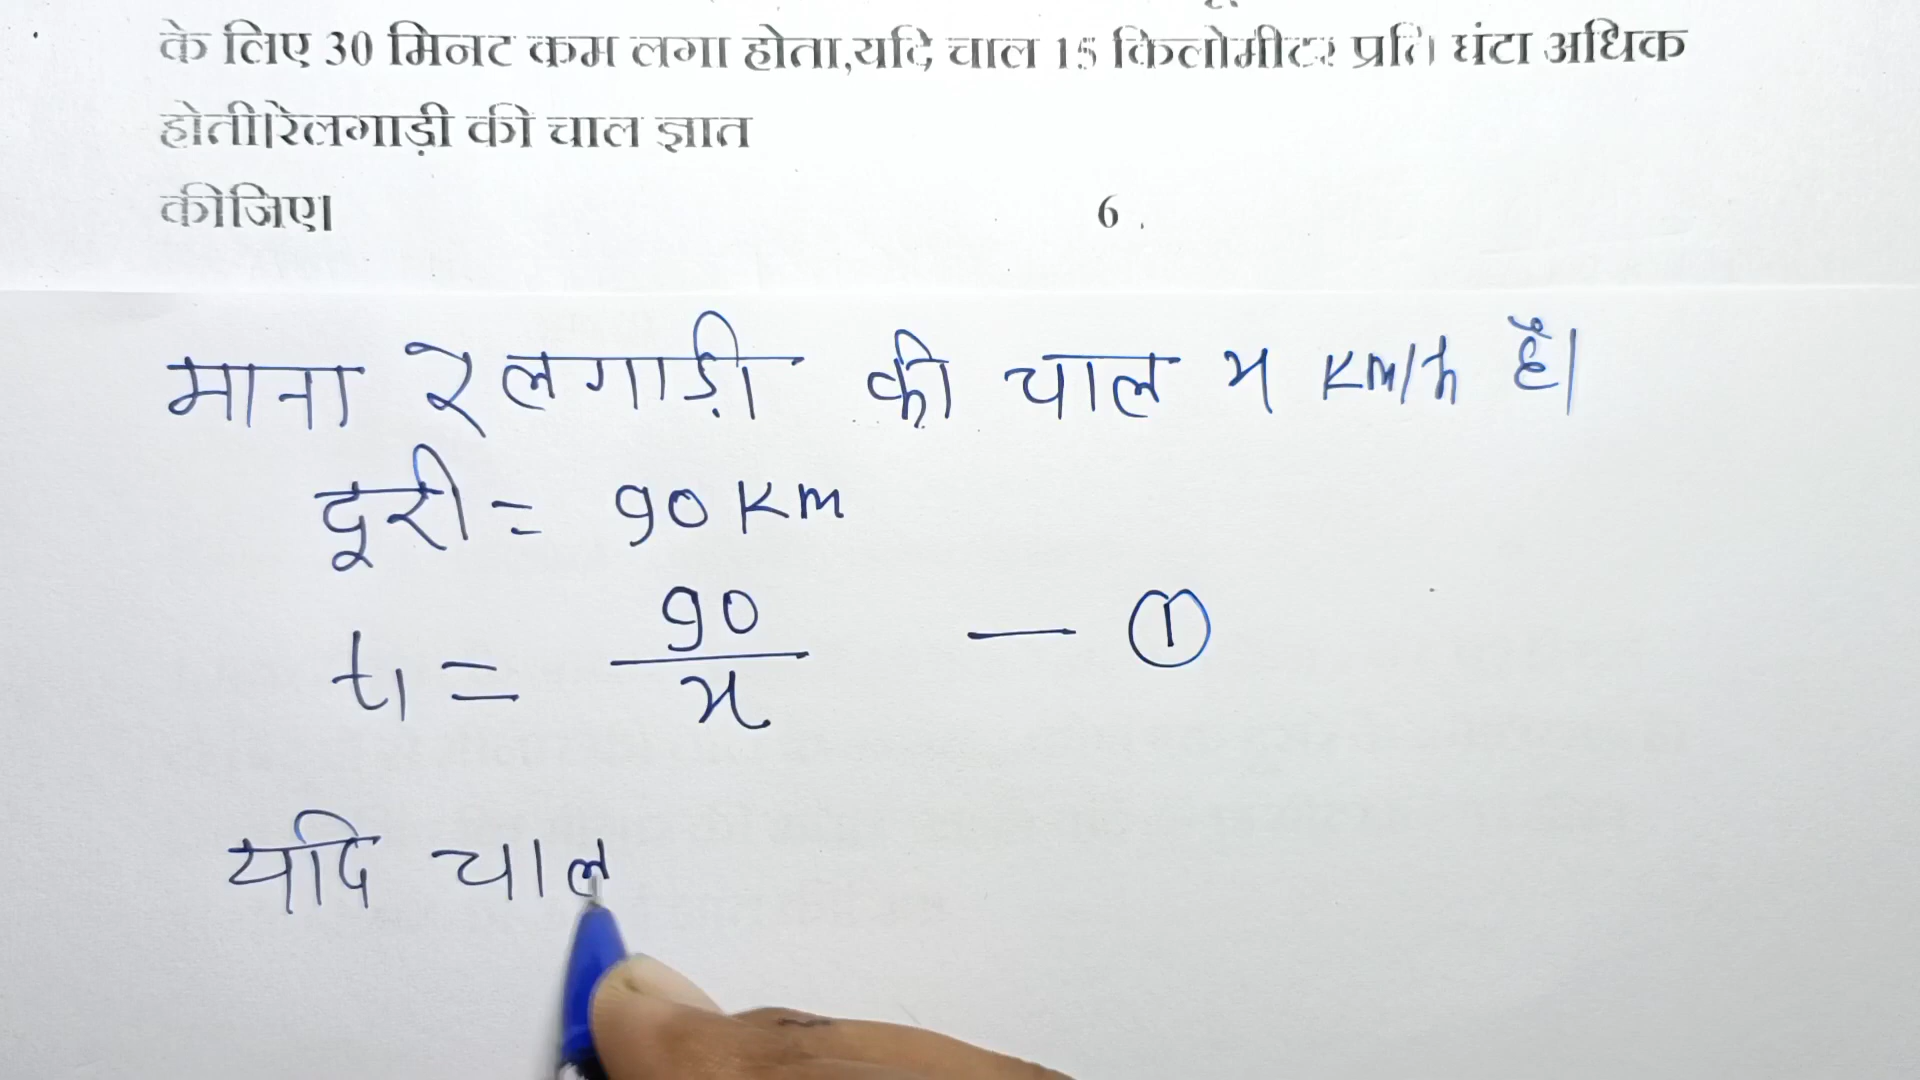 के लिए 30 मिनट कम लगा होता,यदि चाल 15 किलोमीटर प्रति घंटा अधिक
होती।रेलगाड़ी की चाल ज्ञात
कीजिए। 6
माना रेलगाड़ी की चाल x km/h है।
दूरी = 90 km
t₁ = 90/x — ①
यदि चाल